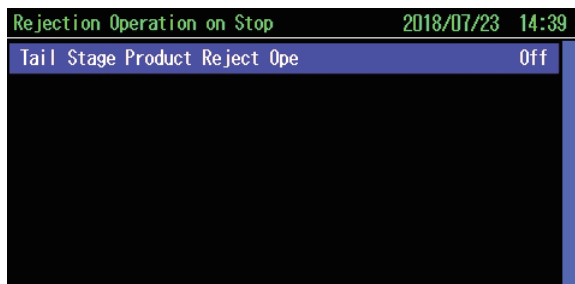 Rejection Operation on Stop 2018/07/23 14:39
Tail Stage Product Reject Ope Off